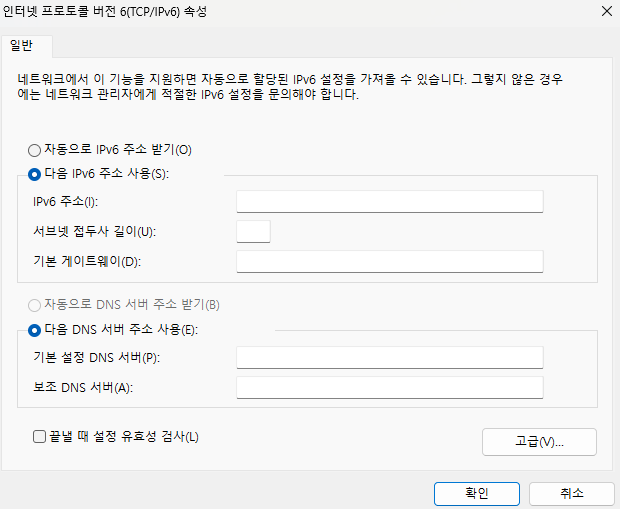 인터넷 프로토콜 버전 6(TCP/IPv6) 속성
일반
네트워크에서 이 기능을 지원하면 자동으로 할당된 IPv6 설정을 가져올 수 있습니다. 그렇지 않은 경우
에는 네트워크 관리자에게 적절한 IPv6 설정을 문의해야 합니다.
자동으로 IPv6 주소 받기(O)
다음 IPv6 주소 사용(S):
IPv6 주소(I):
서브넷 접두사 길이(U):
기본 게이트웨이(D):
자동으로 DNS 서버 주소 받기(B)
다음 DNS 서버 주소 사용(E):
기본 설정 DNS 서버(P):
보조 DNS 서버(A):
끝낼 때 설정 유효성 검사(L)
고급(V)...
확인
취소